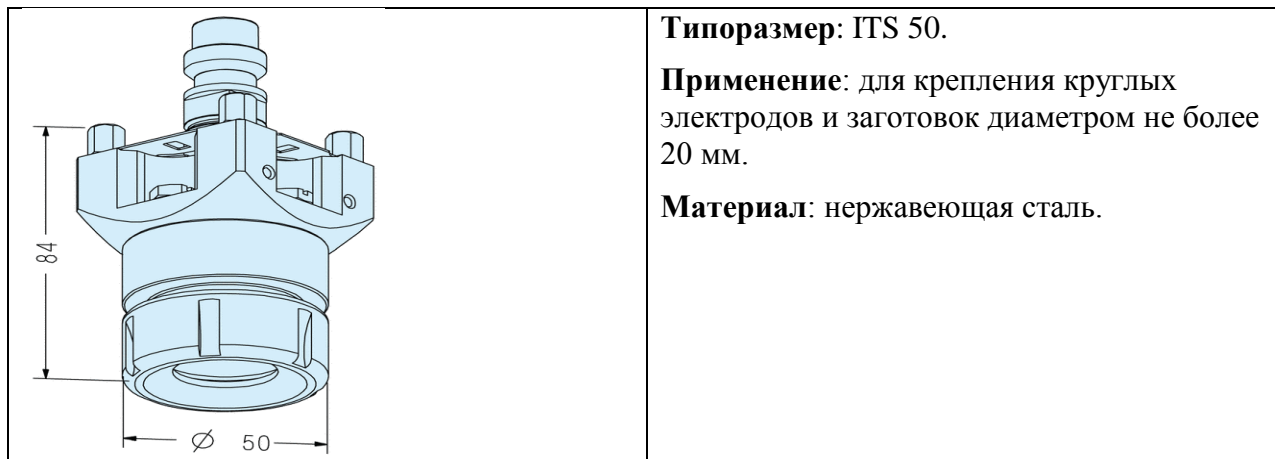 Типоразмер: ITS 50.
Применение: для крепления круглых
электродов и заготовок диаметром не более
20 мм.
Материал: нержавеющая сталь.
84
Ø 50